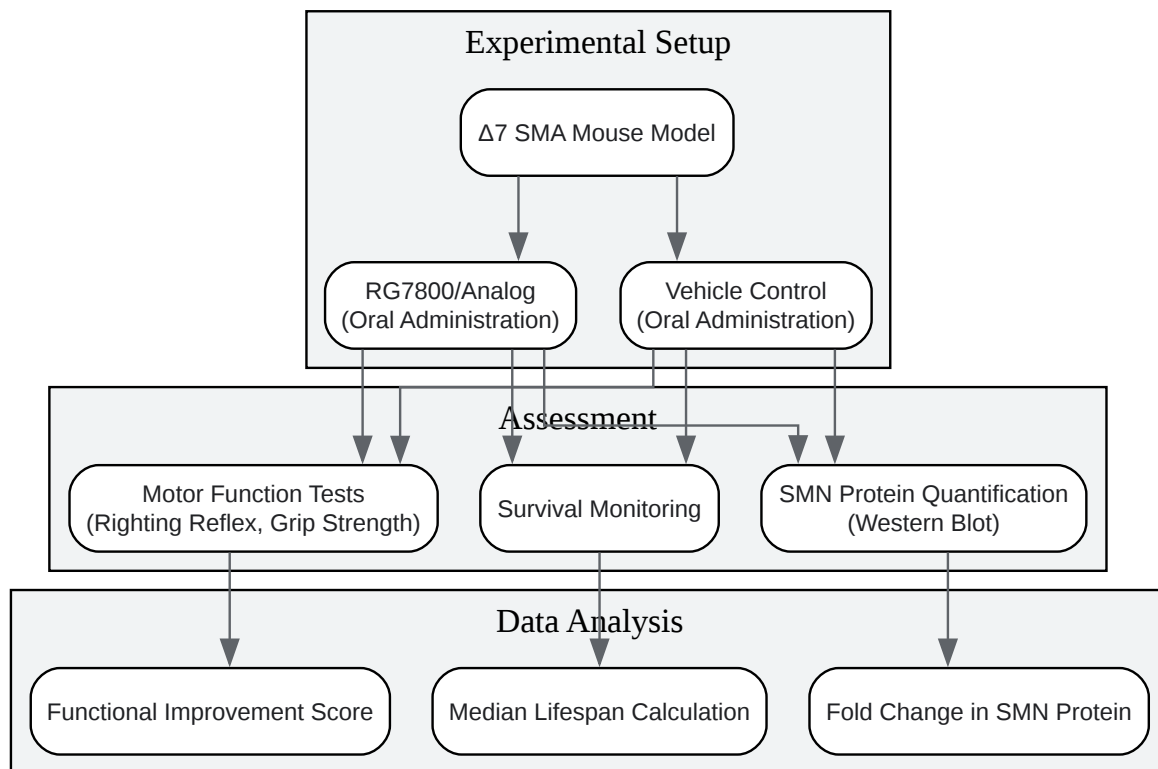 Experimental Setup
Δ7 SMA Mouse Model
RG7800/Analog
(Oral Administration)
Vehicle Control
(Oral Administration)
Assessment
Motor Function Tests
(Righting Reflex, Grip Strength)
Survival Monitoring
SMN Protein Quantification
(Western Blot)
Data Analysis
Functional Improvement Score
Median Lifespan Calculation
Fold Change in SMN Protein